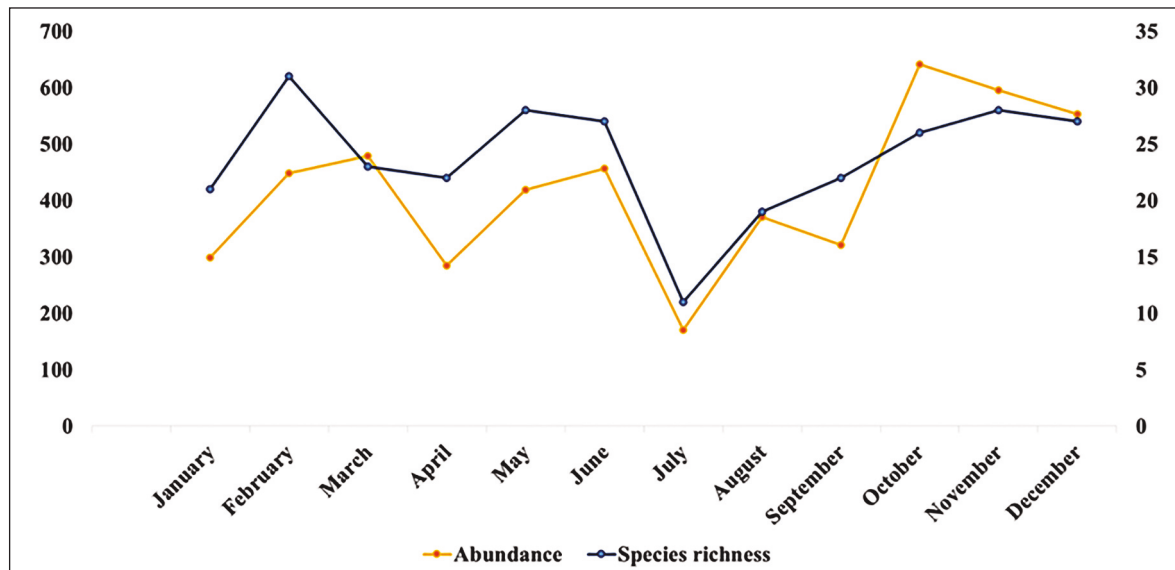 700
600
500
400
300
200
100
0
35
30
25
20
15
10
5
0
January
February
March
April
May
June
July
August
September
October
November
December
Abundance
Species richness